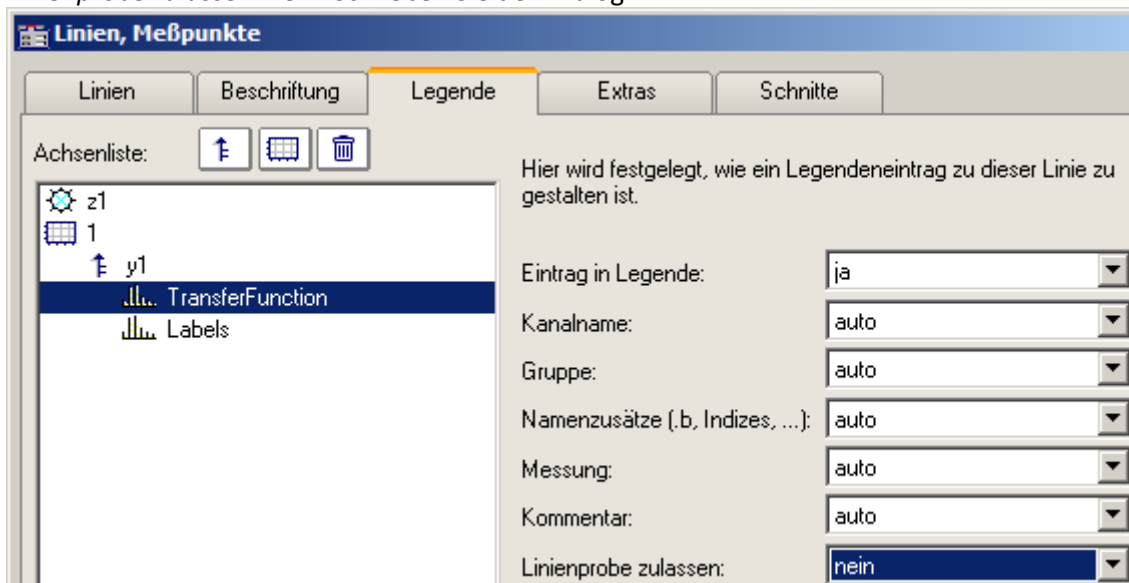 Linien, Meßpunkte
Linien Beschriftung Legende Extras Schnitte
Achsenliste:
z1
1
y1
TransferFunction
Labels
Hier wird festgelegt, wie ein Legendeneintrag zu dieser Linie zu
gestalten ist.
Eintrag in Legende: ja
Kanalname: auto
Gruppe: auto
Namenzusätze (.b, Indizes, ...): auto
Messung: auto
Kommentar: auto
Linienprobe zulassen: nein